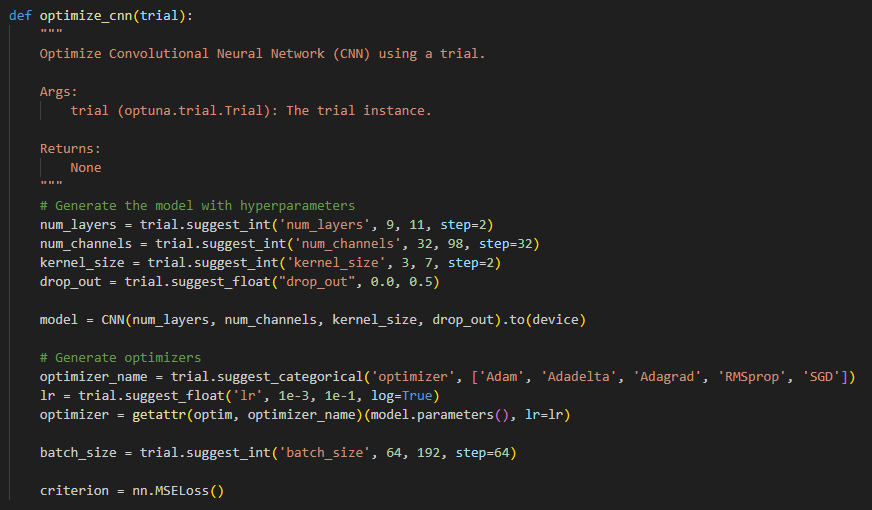 def optimize_cnn(trial):
    """
    Optimize Convolutional Neural Network (CNN) using a trial.

    Args:
        trial (optuna.trial.Trial): The trial instance.

    Returns:
        None
    """
    # Generate the model with hyperparameters
    num_layers = trial.suggest_int('num_layers', 9, 11, step=2)
    num_channels = trial.suggest_int('num_channels', 32, 98, step=32)
    kernel_size = trial.suggest_int('kernel_size', 3, 7, step=2)
    drop_out = trial.suggest_float("drop_out", 0.0, 0.5)

    model = CNN(num_layers, num_channels, kernel_size, drop_out).to(device)

    # Generate optimizers
    optimizer_name = trial.suggest_categorical('optimizer', ['Adam', 'Adadelta', 'Adagrad', 'RMSprop', 'SGD'])
    lr = trial.suggest_float('lr', 1e-3, 1e-1, log=True)
    optimizer = getattr(optim, optimizer_name)(model.parameters(), lr=lr)

    batch_size = trial.suggest_int('batch_size', 64, 192, step=64)

    criterion = nn.MSELoss()